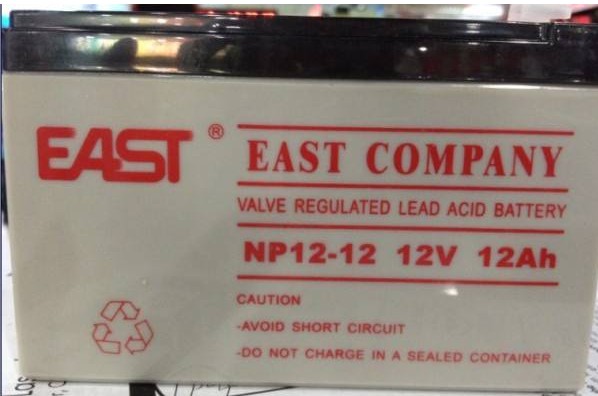 EAST ®
EAST COMPANY
VALVE REGULATED LEAD ACID BATTERY
NP12-12 12V 12Ah
CAUTION
-AVOID SHORT CIRCUIT
-DO NOT CHARGE IN A SEALED CONTAINER